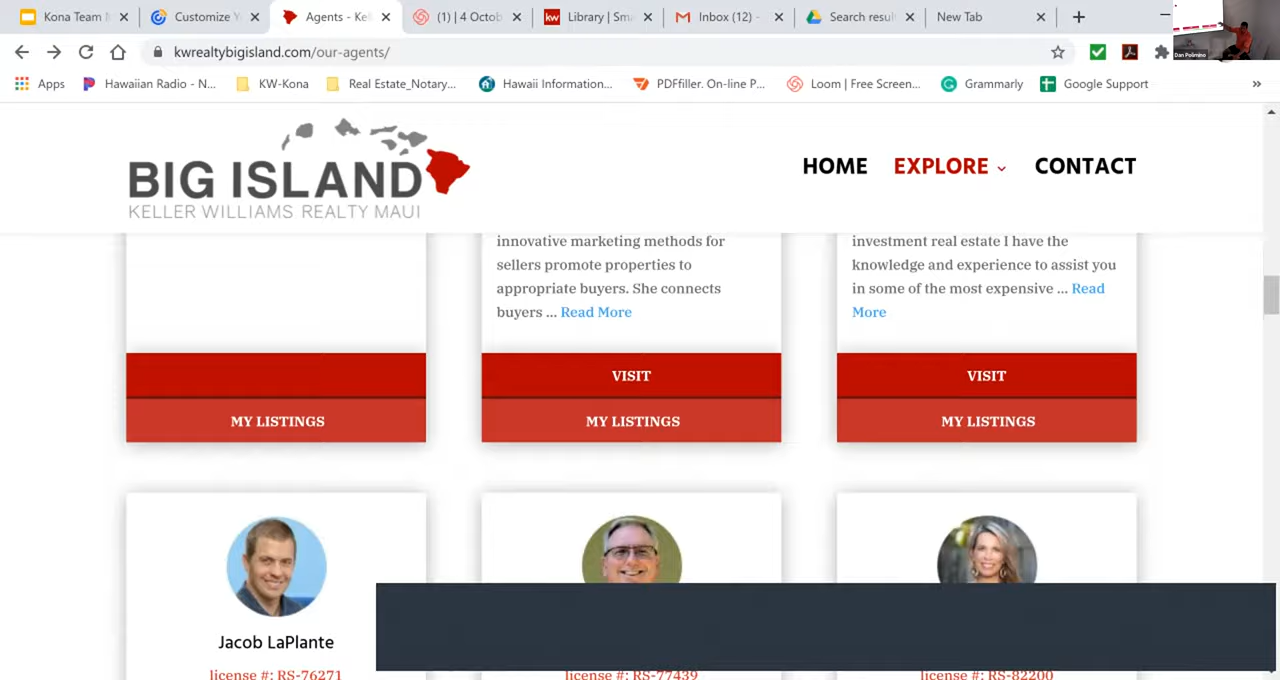 Kona Team M
Customize Y
Agents - Kel
(1) | 4 Octob
Library | Sma
Inbox (12) -
Search resul
New Tab
kwrealtybigisland.com/our-agents/
Dan Polimino
Apps
Hawaiian Radio - N...
KW-Kona
Real Estate_Notary...
Hawaii Information...
PDFfiller. On-line P...
Loom | Free Screen...
Grammarly
Google Support
»
BIG ISLAND
KELLER WILLIAMS REALTY MAUI
HOME
EXPLORE
CONTACT
innovative marketing methods for
sellers promote properties to
appropriate buyers. She connects
buyers ... Read More
investment real estate I have the
knowledge and experience to assist you
in some of the most expensive ... Read
More
VISIT
VISIT
MY LISTINGS
MY LISTINGS
MY LISTINGS
Jacob LaPlante
license #: RS-76271
license #: RS-77439
license #: RS-82200